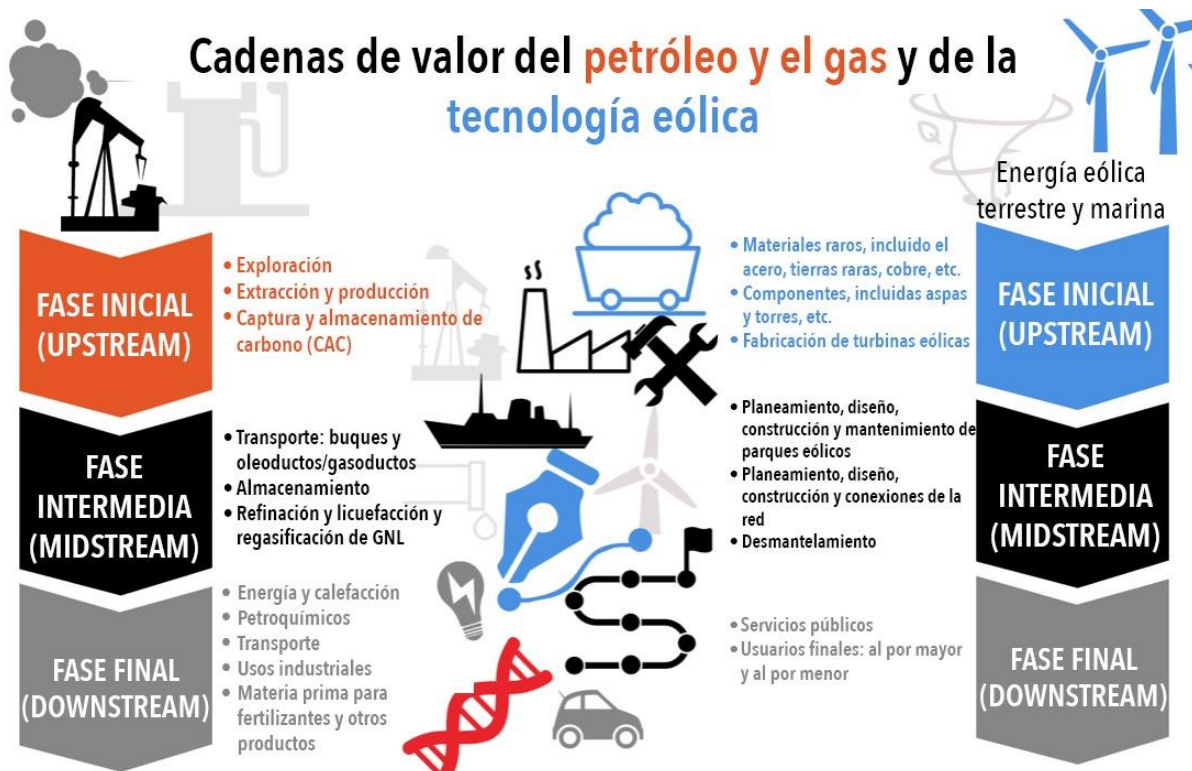 Cadenas de valor del petróleo y el gas y de la
tecnología eólica
Energía eólica
terrestre y marina
FASE INICIAL
(UPSTREAM)
• Exploración
• Extracción y producción
• Captura y almacenamiento de
carbono (CAC)
• Materiales raros, incluido el
acero, tierras raras, cobre, etc.
• Componentes, incluidas aspas
y torres, etc.
• Fabricación de turbinas eólicas
FASE INICIAL
(UPSTREAM)
FASE
INTERMEDIA
(MIDSTREAM)
• Transporte: buques y
oleoductos/gasoductos
• Almacenamiento
• Refinación y licuefacción y
regasificación de GNL
• Planeamiento, diseño,
construcción y mantenimiento de
parques eólicos
• Planeamiento, diseño,
construcción y conexiones de la
red
• Desmantelamiento
FASE
INTERMEDIA
(MIDSTREAM)
FASE FINAL
(DOWNSTREAM)
• Energía y calefacción
• Petroquímicos
• Transporte
• Usos industriales
• Materia prima para
fertilizantes y otros
productos
• Servicios públicos
• Usuarios finales: al por mayor
y al por menor
FASE FINAL
(DOWNSTREAM)